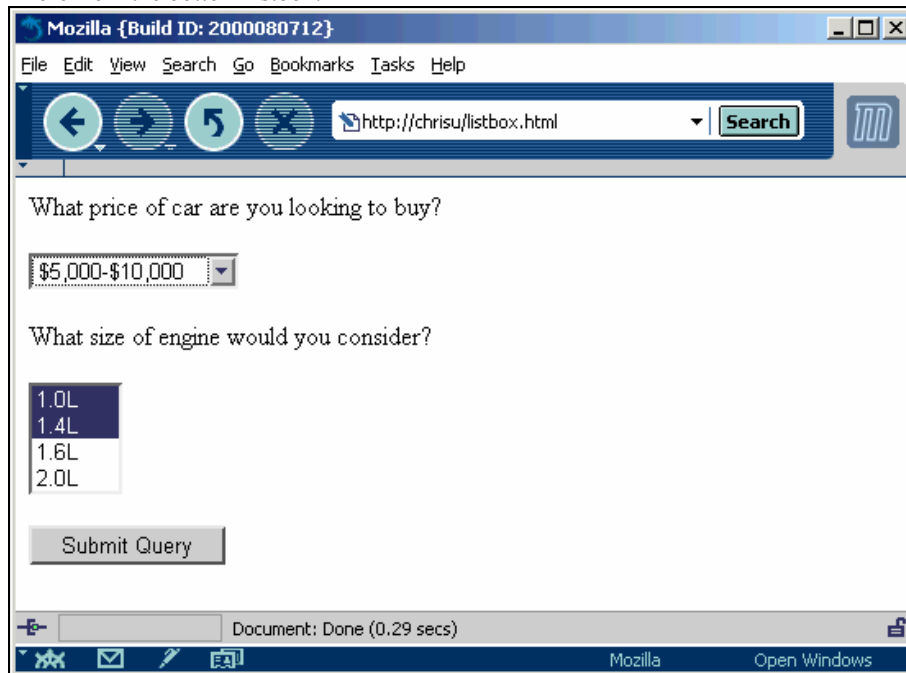 Mozilla {Build ID: 2000080712}
File Edit View Search Go Bookmarks Tasks Help
http://chrisu/listbox.html Search
What price of car are you looking to buy?
$5,000-$10,000
What size of engine would you consider?
1.0L
1.4L
1.6L
2.0L
Submit Query
Document: Done (0.29 secs)
Mozilla Open Windows